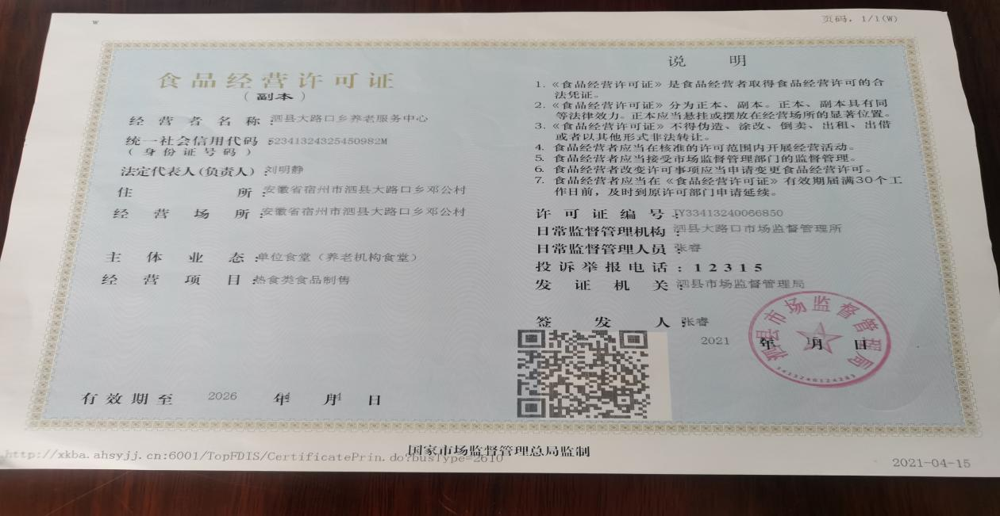 w
页码，1/1(W)
食品经营许可证
（副本）
经营者名称：泗县大路口乡养老服务中心
统一社会信用代码：523413243254509​82M
（身份证号码）
法定代表人(负责人)：刘明静
住所：安徽省宿州市泗县大路口乡邓公村
经营场所：安徽省宿州市泗县大路口乡邓公村
主体业态：单位食堂（养老机构食堂）
经营项目：热食类食品制售
有效期至 2026 年 4 月 日
说明
1.《食品经营许可证》是食品经营者取得食品经营许可的合
法凭证。
2.《食品经营许可证》分为正本、副本。正本、副本具有同
等法律效力。正本应当悬挂或摆放在经营场所的显著位置。
3.《食品经营许可证》不得伪造、涂改、倒卖、出租、出借
或者以其他形式非法转让。
4. 食品经营者应当在核准的许可范围内开展经营活动。
5. 食品经营者应当接受市场监督管理部门的监督管理。
6. 食品经营者改变许可事项应当申请变更食品经营许可。
7. 食品经营者应当在《食品经营许可证》有效期届满30个工
作日前，及时到原许可部门申请延续。
许可证编号：JY33413240066850
日常监督管理机构：泗县大路口市场监督管理所
日常监督管理人员：张睿
投诉举报电话：12315
发证机关：泗县市场监督管理局
签发人：张睿
2021 年 月 日
泗县市场监督管理局
3413240124283
国家市场监督管理总局监制
http://xkba.ahsyjj.cn:6001/TopFDIS/CertificatePrin.do?busType=2610
2021-04-15